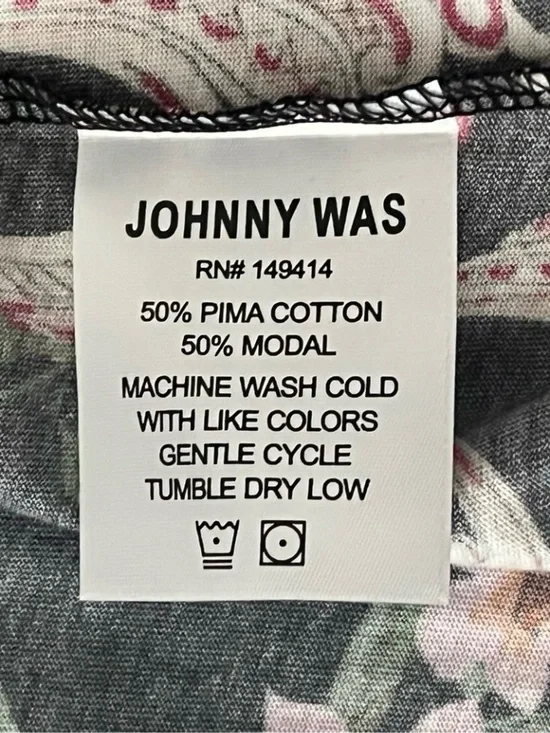 JOHNNY WAS
RN# 149414
50% PIMA COTTON
50% MODAL
MACHINE WASH COLD
WITH LIKE COLORS
GENTLE CYCLE
TUMBLE DRY LOW